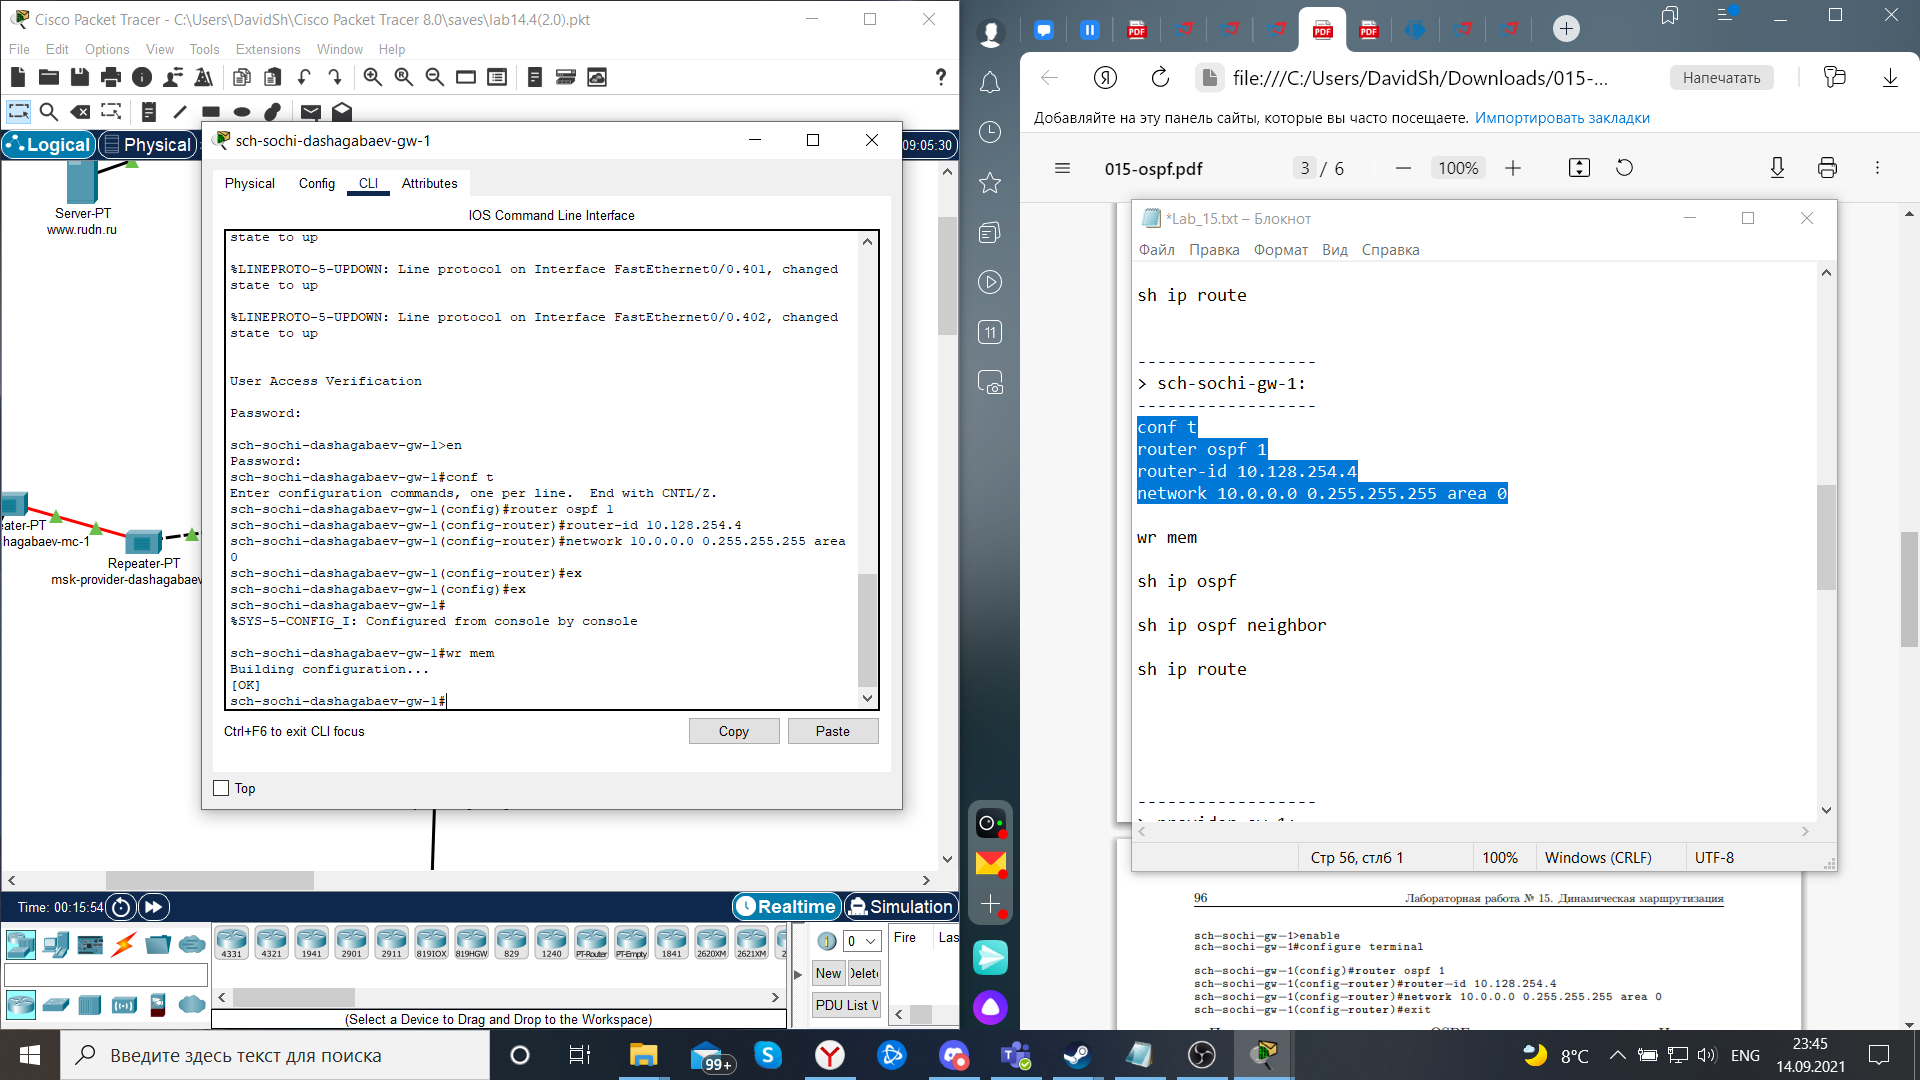 Cisco Packet Tracer - C:\Users\DavidSh\Cisco Packet Tracer 8.0\saves\lab14.4(2.0).pkt
File Edit Options View Tools Extensions Window Help
Logical
Physical
09:05:30
Server-PT
www.rudn.ru
eater-PT
hagabaev-mc-1
Repeater-PT
msk-provider-dashagabaev
sch-sochi-dashagabaev-gw-1
Physical Config CLI Attributes
IOS Command Line Interface
state to up
%LINEPROTO-5-UPDOWN: Line protocol on Interface FastEthernet0/0.401, changed
state to up
%LINEPROTO-5-UPDOWN: Line protocol on Interface FastEthernet0/0.402, changed
state to up
User Access Verification
Password:
sch-sochi-dashagabaev-gw-1>en
Password:
sch-sochi-dashagabaev-gw-1#conf t
Enter configuration commands, one per line.  End with CNTL/Z.
sch-sochi-dashagabaev-gw-1(config)#router ospf 1
sch-sochi-dashagabaev-gw-1(config-router)#router-id 10.128.254.4
sch-sochi-dashagabaev-gw-1(config-router)#network 10.0.0.0 0.255.255.255 area
0
sch-sochi-dashagabaev-gw-1(config-router)#ex
sch-sochi-dashagabaev-gw-1(config)#ex
sch-sochi-dashagabaev-gw-1#
%SYS-5-CONFIG_I: Configured from console by console
sch-sochi-dashagabaev-gw-1#wr mem
Building configuration...
[OK]
sch-sochi-dashagabaev-gw-1#
Ctrl+F6 to exit CLI focus
Copy
Paste
Top
Time: 00:15:54
Realtime
Simulation
4331 4321 1941 2901 2911 819IOX 819HGW 829 1240 PT-Router PT-Empty 1841 2620XM 2621XM 2
(Select a Device to Drag and Drop to the Workspace)
0
New
Delete
PDU List W
Fire Las
11
PDF
PDF
PDF
file:///C:/Users/DavidSh/Downloads/015-...
Напечатать
Добавляйте на эту панель сайты, которые вы часто посещаете. Импортировать закладки
015-ospf.pdf
3 / 6
100%
*Lab_15.txt – Блокнот
Файл Правка Формат Вид Справка
sh ip route
------------------
> sch-sochi-gw-1:
------------------
conf t
router ospf 1
router-id 10.128.254.4
network 10.0.0.0 0.255.255.255 area 0
wr mem
sh ip ospf
sh ip ospf neighbor
sh ip route
------------------
> provider-gw-1:
Стр 56, стлб 1
100%
Windows (CRLF)
UTF-8
96
Лабораторная работа № 15. Динамическая маршрутизация
sch-sochi-gw-1>enable
sch-sochi-gw-1#configure terminal
sch-sochi-gw-1(config)#router ospf 1
sch-sochi-gw-1(config-router)#router-id 10.128.254.4
sch-sochi-gw-1(config-router)#network 10.0.0.0 0.255.255.255 area 0
sch-sochi-gw-1(config-router)#exit
Введите здесь текст для поиска
99+
8°C
ENG
23:45
14.09.2021